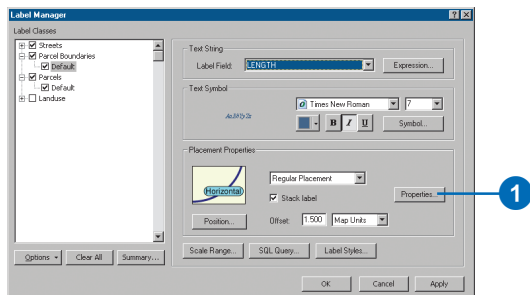 Label Manager
Label Classes
Streets
Parcel Boundaries
Default
Parcels
Default
Landuse
Options
Clear All
Summary...
Text String
Label Field: LENGTH
Expression...
Text Symbol
AaBbYyZz
Times New Roman 7
B I U
Symbol...
Placement Properties
Horizontal
Regular Placement
Stack label
Properties...
1
Position...
Offset: 1.500 Map Units
Scale Range... SQL Query... Label Styles...
OK Cancel Apply